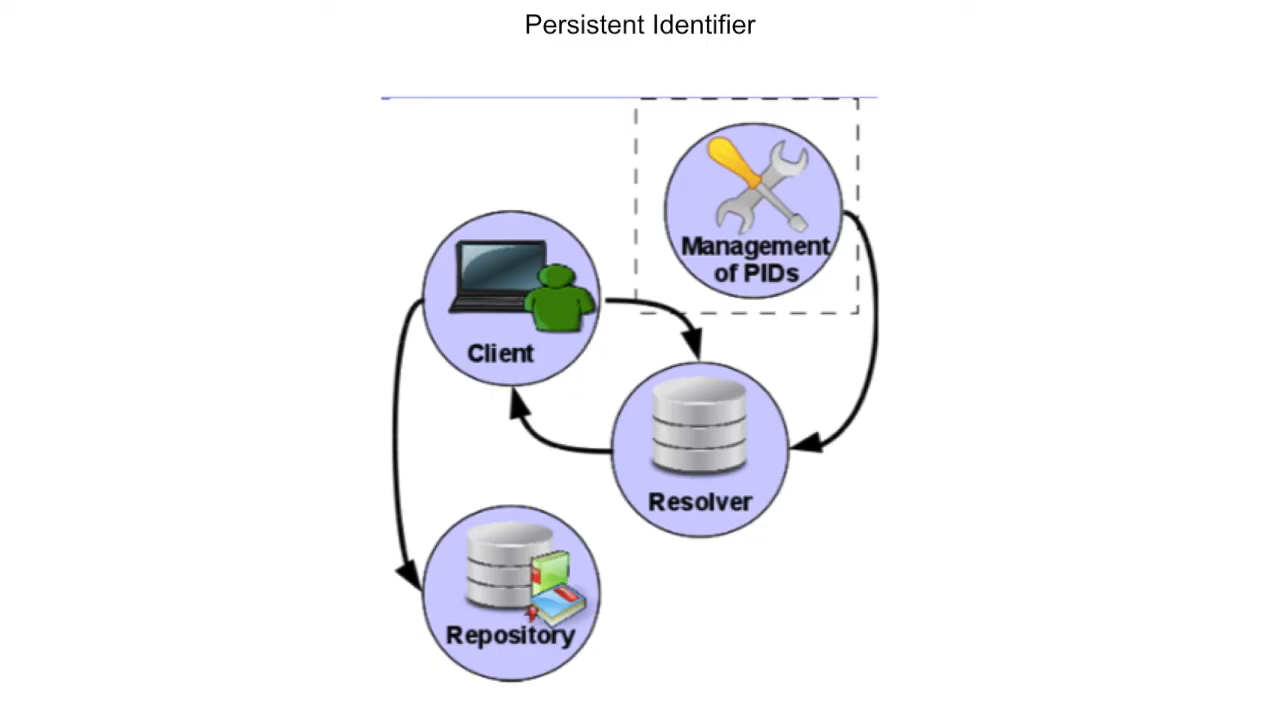 Persistent Identifier
Management
of PIDs
Client
Resolver
Repository